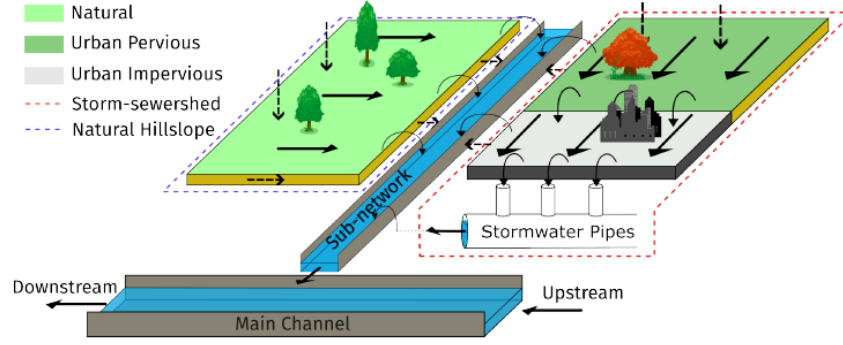 Natural
Urban Pervious
Urban Impervious
Storm-sewershed
Natural Hillslope
Sub-network
Stormwater Pipes
Downstream
Upstream
Main Channel